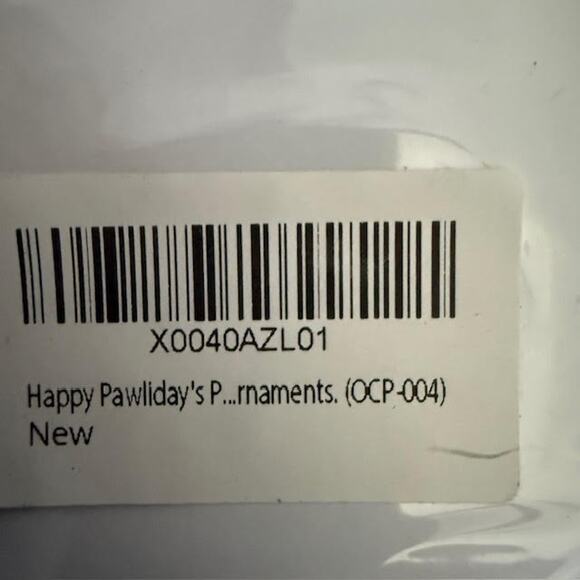 X0040AZL01
Happy Pawliday's P...rnaments. (OCP-004)
New